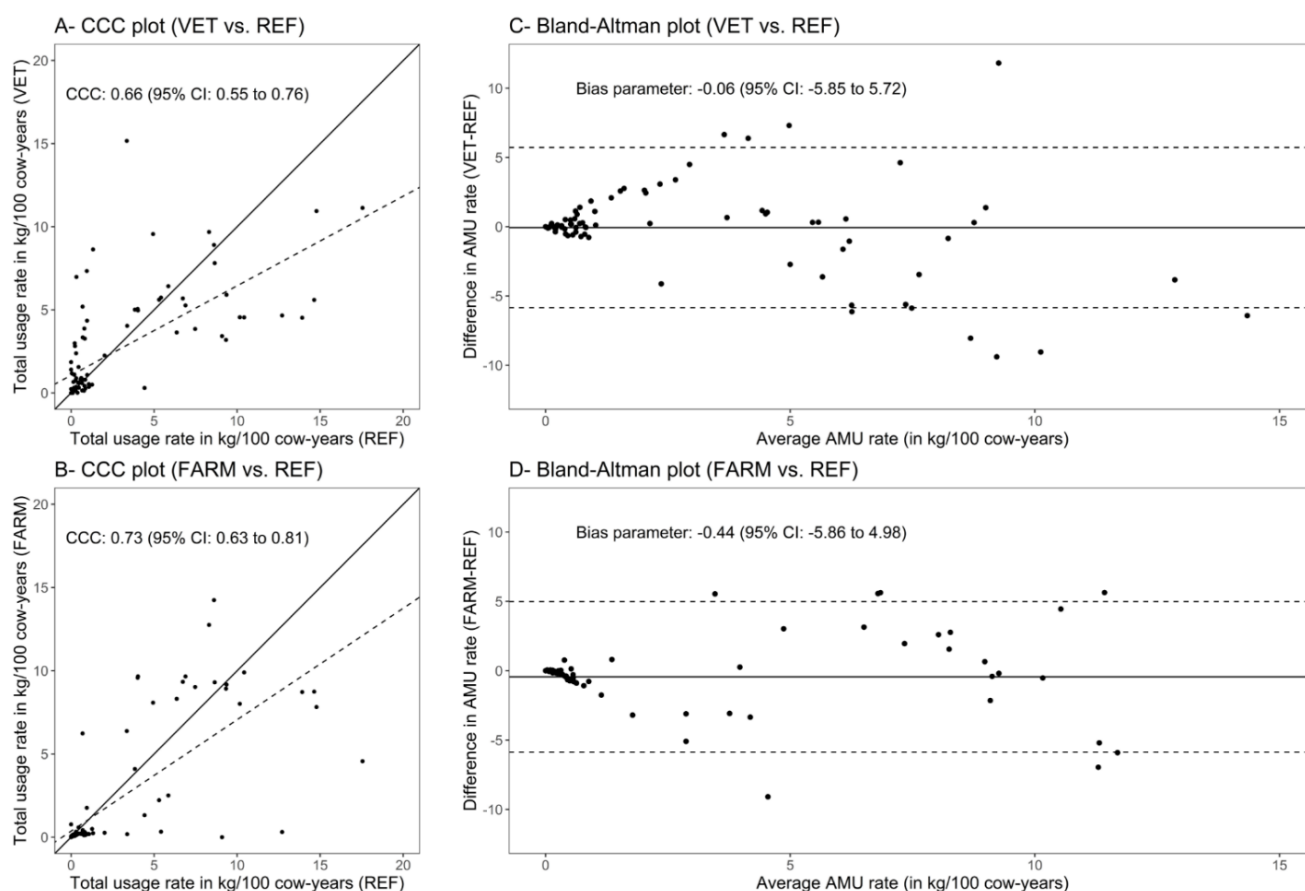 A- CCC plot (VET vs. REF)
20
15
10
5
0
CCC: 0.66 (95% CI: 0.55 to 0.76)
Total usage rate in kg/100 cow-years (VET)
0 5 10 15 20
Total usage rate in kg/100 cow-years (REF)
C- Bland-Altman plot (VET vs. REF)
10
5
0
-5
-10
Bias parameter: -0.06 (95% CI: -5.85 to 5.72)
Difference in AMU rate (VET-REF)
0 5 10 15
Average AMU rate (in kg/100 cow-years)
B- CCC plot (FARM vs. REF)
20
15
10
5
0
CCC: 0.73 (95% CI: 0.63 to 0.81)
Total usage rate in kg/100 cow-years (FARM)
0 5 10 15 20
Total usage rate in kg/100 cow-years (REF)
D- Bland-Altman plot (FARM vs. REF)
10
5
0
-5
-10
Bias parameter: -0.44 (95% CI: -5.86 to 4.98)
Difference in AMU rate (FARM-REF)
0 5 10 15
Average AMU rate (in kg/100 cow-years)